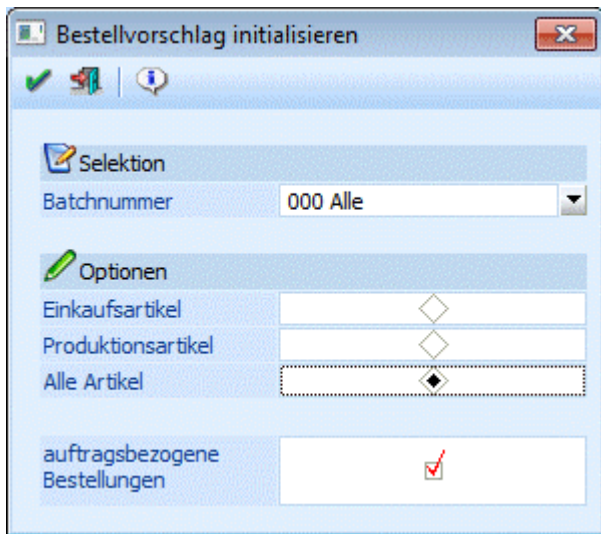 Bestellvorschlag initialisieren
Selektion
Batchnummer 000 Alle
Optionen
Einkaufsartikel
Produktionsartikel
Alle Artikel
auftragsbezogene
Bestellungen